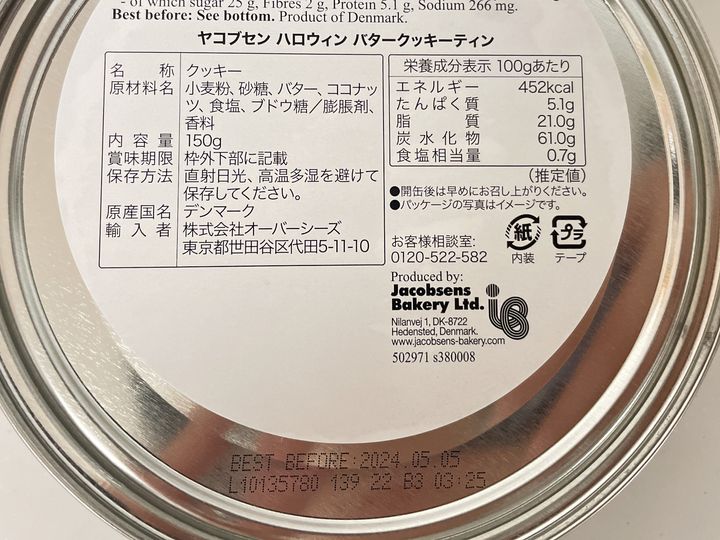 - of which sugar 25 g, Fibres 2 g, Protein 5.1 g, Sodium 266 mg.
Best before: See bottom. Product of Denmark.
ヤコブセン ハロウィン バタークッキーティン
名称 クッキー
原材料名 小麦粉、砂糖、バター、ココナッ
ツ、食塩、ブドウ糖／膨脹剤、
香料
内容量 150g
賞味期限 枠外下部に記載
保存方法 直射日光、高温多湿を避けて
保存してください。
原産国名 デンマーク
輸入者 株式会社オーバーシーズ
東京都世田谷区代田5-11-10
栄養成分表示 100gあたり
エネルギー 452kcal
たんぱく質 5.1g
脂質 21.0g
炭水化物 61.0g
食塩相当量 0.7g
(推定値)
●開缶後は早めにお召し上がりください。
●パッケージの写真はイメージです。
お客様相談室:
0120-522-582
紙
内装
プラ
テープ
Produced by:
Jacobsens
Bakery Ltd.
Nilanvej 1, DK-8722
Hedensted, Denmark.
www.jacobsens-bakery.com
502971 s380008
BEST BEFORE:2024.05.05
L10135780 139 22 B3 03:25